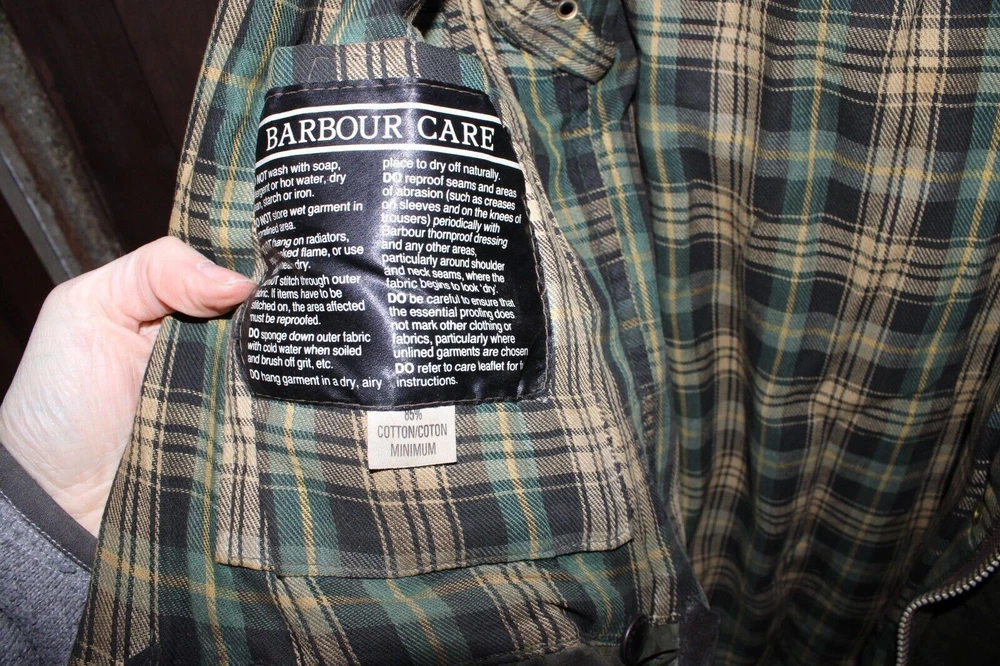 BARBOUR CARE
NOT wash with soap,
or hot water, dry
starch or iron.
NOT store wet garment in
area.
hang on radiators,
flame, or use
dry.
NOT stitch through outer
If items have to be
stitched on, the area affected
must be reproofed.
DO sponge down outer fabric
with cold water when soiled
and brush off grit, etc.
DO hang garment in a dry, airy
place to dry off naturally.
DO reproof seams and areas
of abrasion (such as creases
on sleeves and on the knees of
trousers) periodically with
Barbour thornproof dressing
and any other areas,
particularly around shoulder
and neck seams, where the
fabric begins to look 'dry'.
DO be careful to ensure that
the essential proofing does
not mark other clothing or
fabrics, particularly where
unlined garments are chosen
DO refer to care leaflet for
instructions.
85%
COTTON/COTON
MINIMUM